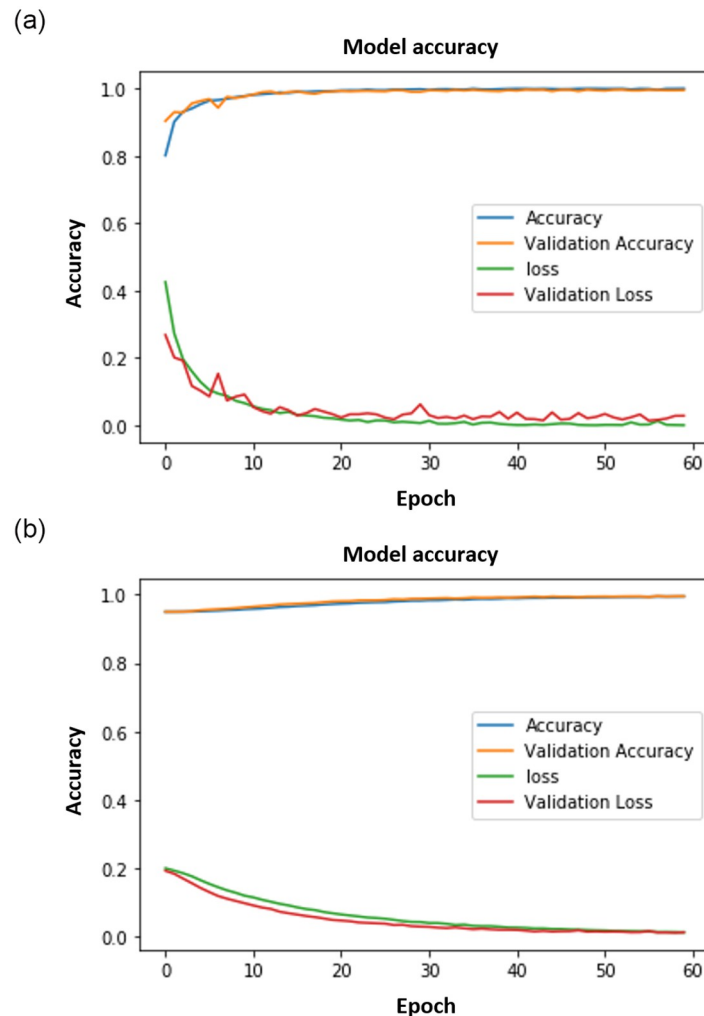 (a)
Model accuracy
1.0
0.8
0.6
0.4
0.2
0.0
Accuracy
Accuracy
Validation Accuracy
loss
Validation Loss
0 10 20 30 40 50 60
Epoch
(b)
Model accuracy
1.0
0.8
0.6
0.4
0.2
0.0
Accuracy
Accuracy
Validation Accuracy
loss
Validation Loss
0 10 20 30 40 50 60
Epoch